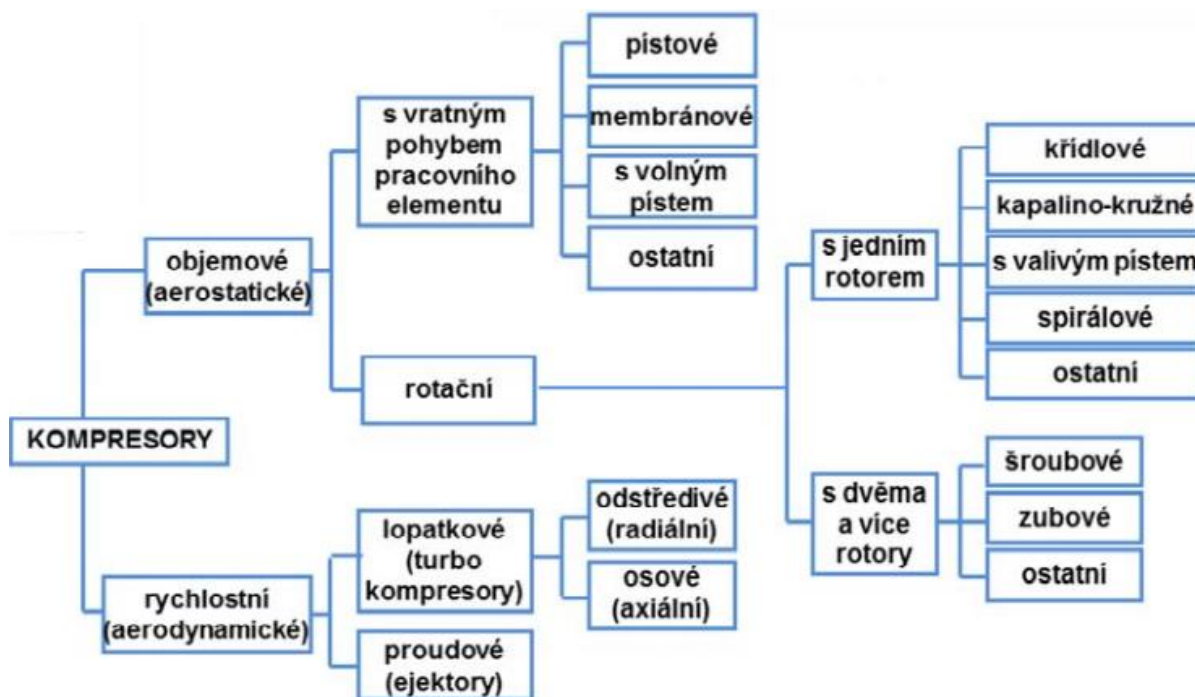 KOMPRESORY
objemové
(aerostatické)
s vratným
pohybem
pracovního
elementu
pístové
membránové
s volným
pístem
ostatní
rotační
s jedním
rotorem
křídlové
kapalino-kružné
s valivým pístem
spirálové
ostatní
s dvěma
a více
rotory
šroubové
zubové
ostatní
rychlostní
(aerodynamické)
lopatkové
(turbo
kompresory)
odstředivé
(radiální)
osové
(axiální)
proudové
(ejektory)